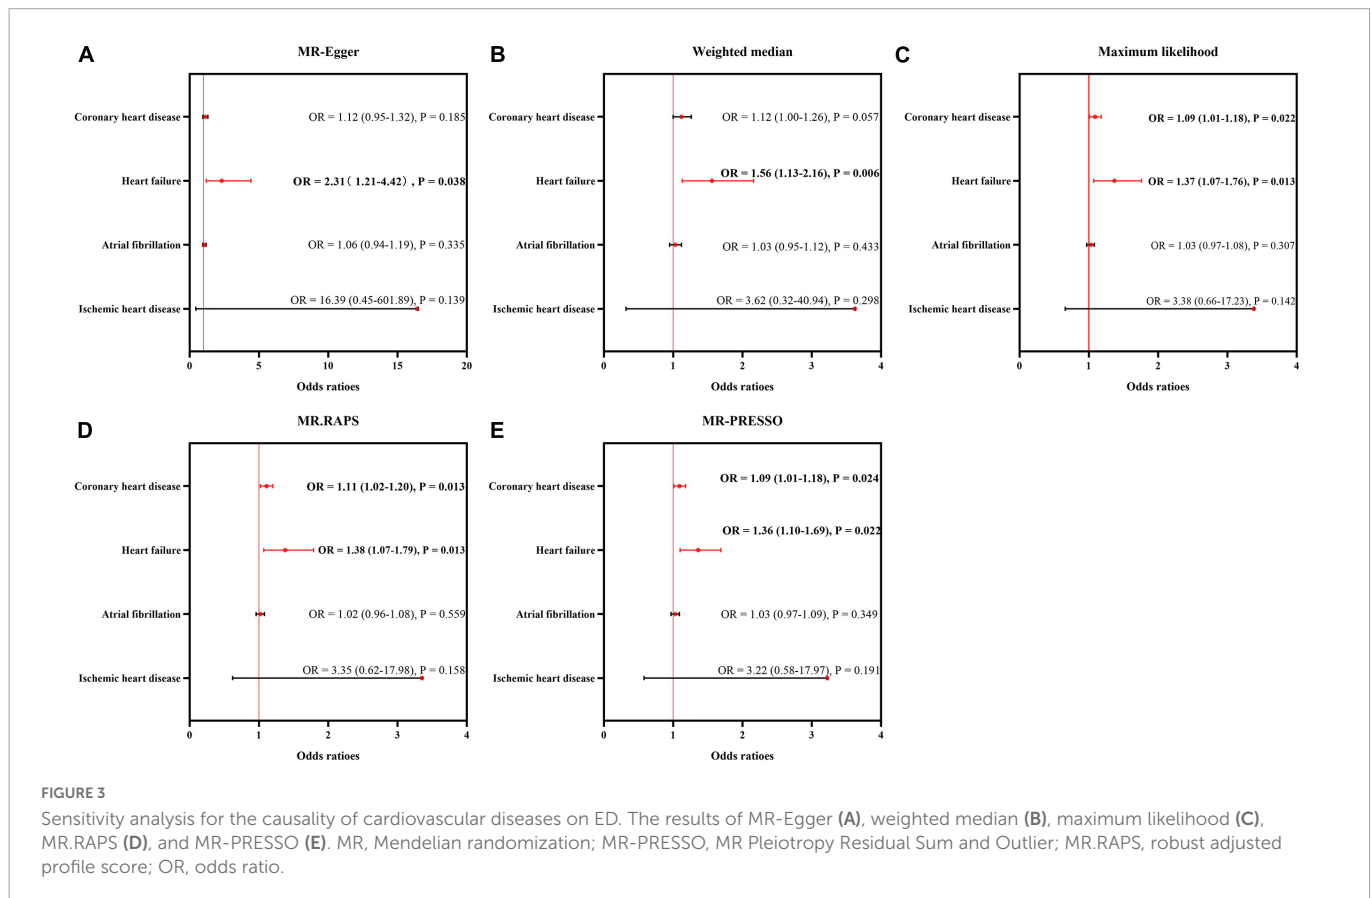 A
MR-Egger
Coronary heart disease
OR = 1.12 (0.95-1.32), P = 0.185
Heart failure
OR = 2.31( 1.21-4.42) , P = 0.038
Atrial fibrillation
OR = 1.06 (0.94-1.19), P = 0.335
Ischemic heart disease
OR = 16.39 (0.45-601.89), P = 0.139
0 5 10 15 20
Odds ratioes
B
Weighted median
Coronary heart disease
OR = 1.12 (1.00-1.26), P = 0.057
Heart failure
OR = 1.56 (1.13-2.16), P = 0.006
Atrial fibrillation
OR = 1.03 (0.95-1.12), P = 0.433
Ischemic heart disease
OR = 3.62 (0.32-40.94), P = 0.298
0 1 2 3 4
Odds ratioes
C
Maximum likelihood
Coronary heart disease
OR = 1.09 (1.01-1.18), P = 0.022
Heart failure
OR = 1.37 (1.07-1.76), P = 0.013
Atrial fibrillation
OR = 1.03 (0.97-1.08), P = 0.307
Ischemic heart disease
OR = 3.38 (0.66-17.23), P = 0.142
0 1 2 3 4
Odds ratioes
D
MR.RAPS
Coronary heart disease
OR = 1.11 (1.02-1.20), P = 0.013
Heart failure
OR = 1.38 (1.07-1.79), P = 0.013
Atrial fibrillation
OR = 1.02 (0.96-1.08), P = 0.559
Ischemic heart disease
OR = 3.35 (0.62-17.98), P = 0.158
0 1 2 3 4
Odds ratioes
E
MR-PRESSO
Coronary heart disease
OR = 1.09 (1.01-1.18), P = 0.024
Heart failure
OR = 1.36 (1.10-1.69), P = 0.022
Atrial fibrillation
OR = 1.03 (0.97-1.09), P = 0.349
Ischemic heart disease
OR = 3.22 (0.58-17.97), P = 0.191
0 1 2 3 4
Odds ratioes
FIGURE 3
Sensitivity analysis for the causality of cardiovascular diseases on ED. The results of MR-Egger (A), weighted median (B), maximum likelihood (C),
MR.RAPS (D), and MR-PRESSO (E). MR, Mendelian randomization; MR-PRESSO, MR Pleiotropy Residual Sum and Outlier; MR.RAPS, robust adjusted
profile score; OR, odds ratio.